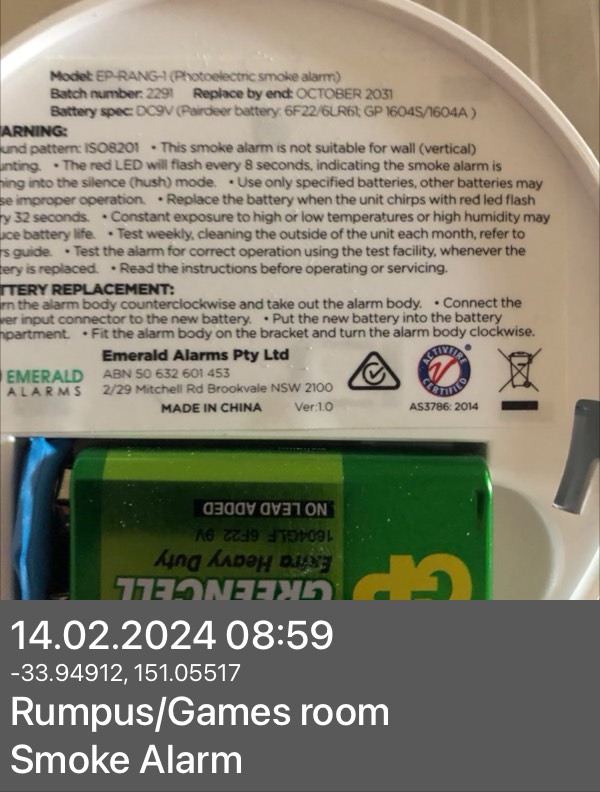 Model: EP-RANG-1 (Photoelectric smoke alarm)
Batch number: 2291 Replace by end: OCTOBER 2031
Battery spec: DC9V (Pairdeer battery: 6F22/6LR61; GP 1604S/1604A )
ARNING:
und pattern: ISO8201 • This smoke alarm is not suitable for wall (vertical)
unting. • The red LED will flash every 8 seconds, indicating the smoke alarm is
ning into the silence (hush) mode. • Use only specified batteries, other batteries may
se improper operation. • Replace the battery when the unit chirps with red led flash
ry 32 seconds. • Constant exposure to high or low temperatures or high humidity may
uce battery life. • Test weekly, cleaning the outside of the unit each month, refer to
rs guide. • Test the alarm for correct operation using the test facility, whenever the
tery is replaced. • Read the instructions before operating or servicing.
TTERY REPLACEMENT:
rn the alarm body counterclockwise and take out the alarm body. • Connect the
wer input connector to the new battery. • Put the new battery into the battery
mpartment. • Fit the alarm body on the bracket and turn the alarm body clockwise.
EMERALD
ALARMS
Emerald Alarms Pty Ltd
ABN 50 632 601 453
2/29 Mitchell Rd Brookvale NSW 2100
MADE IN CHINA Ver:1.0
ACTIVFIRE
CERTIFIED
AS3786: 2014
NO LEAD ADDED
1604GLF 6F22 9V
Extra Heavy Duty
GREENCELL
GP
14.02.2024 08:59
-33.94912, 151.05517
Rumpus/Games room
Smoke Alarm